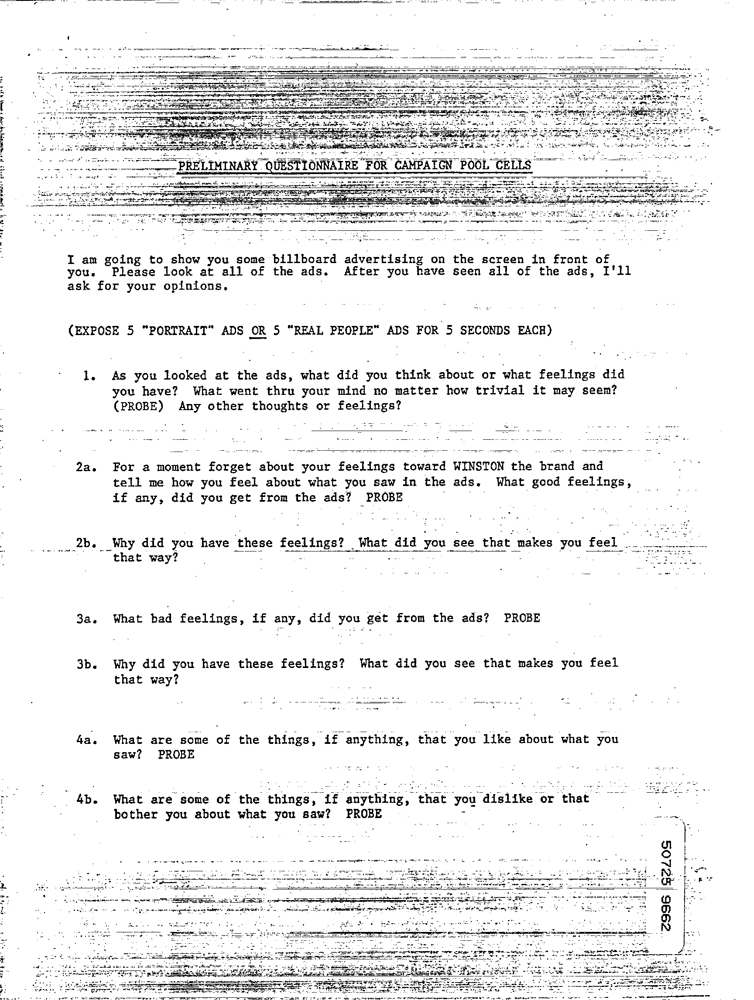 PRELIMINARY QUESTIONNAIRE FOR CAMPAIGN POOL CELLS
I am going to show you some billboard advertising on the screen in front of
you. Please look at all of the ads. After you have seen all of the ads, I'll
ask for your opinions.
(EXPOSE 5 "PORTRAIT" ADS OR 5 "REAL PEOPLE" ADS FOR 5 SECONDS EACH)
1. As you looked at the ads, what did you think about or what feelings did
you have? What went thru your mind no matter how trivial it may seem?
(PROBE) Any other thoughts or feelings?
2a. For a moment forget about your feelings toward WINSTON the brand and
tell me how you feel about what you saw in the ads. What good feelings,
if any, did you get from the ads? PROBE
2b. Why did you have these feelings? What did you see that makes you feel
that way?
3a. What bad feelings, if any, did you get from the ads? PROBE
3b. Why did you have these feelings? What did you see that makes you feel
that way?
4a. What are some of the things, if anything, that you like about what you
saw? PROBE
4b. What are some of the things, if anything, that you dislike or that
bother you about what you saw? PROBE
50725 9662